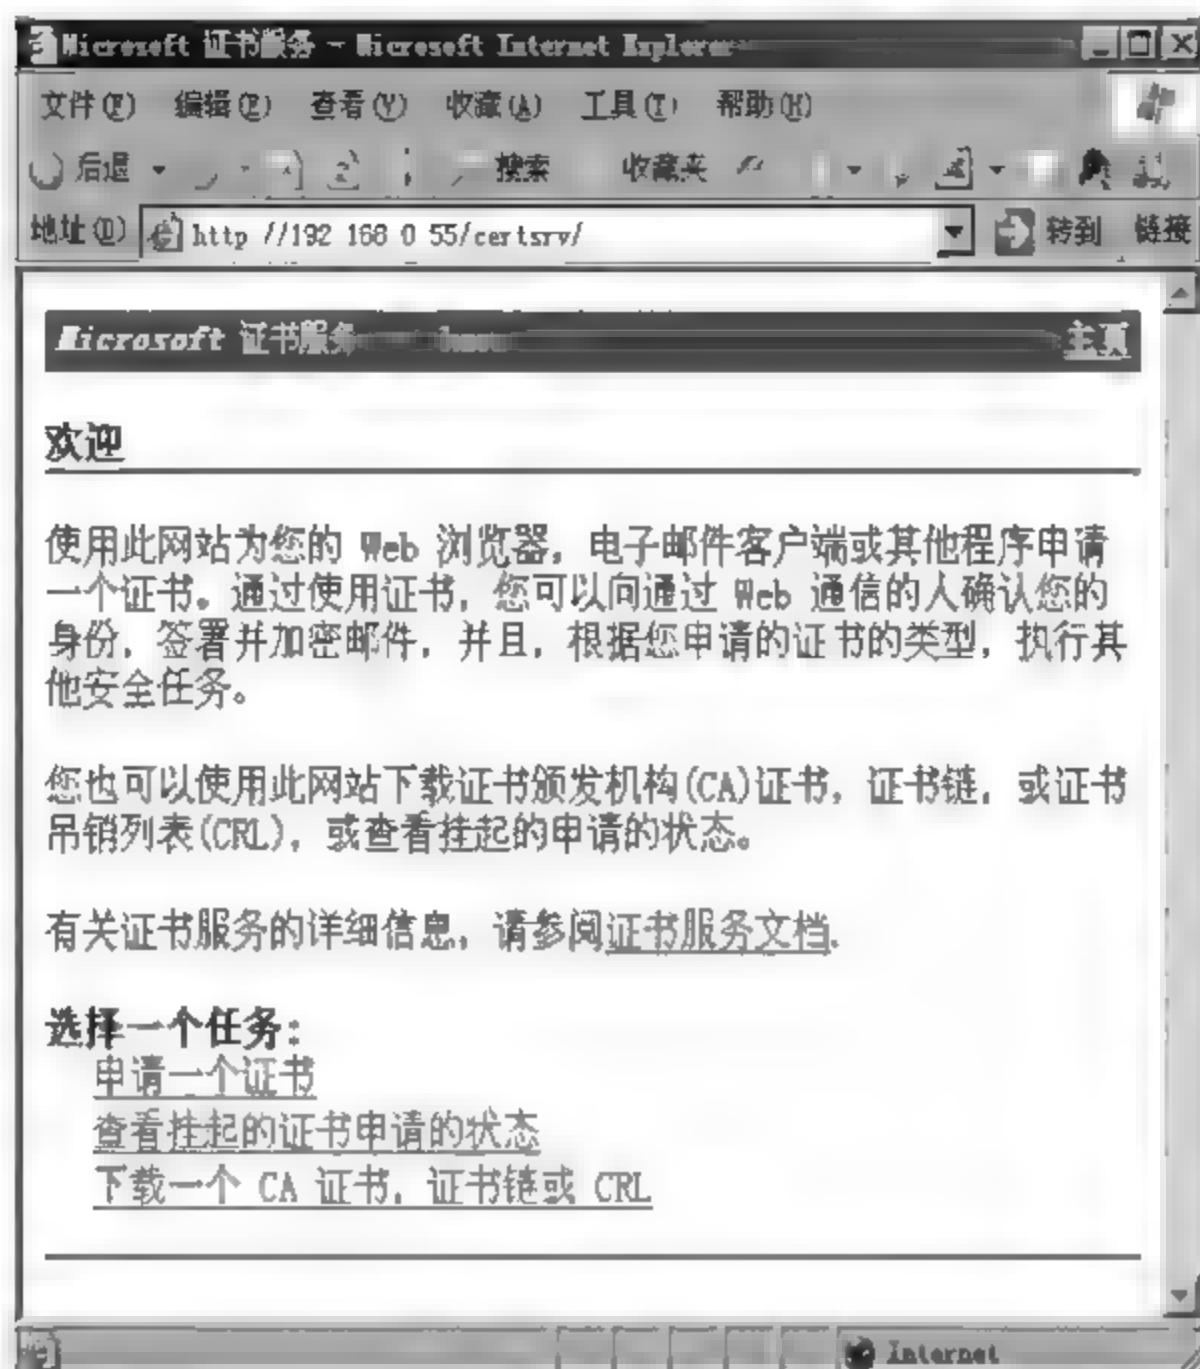 Microsoft 证书服务 - Microsoft Internet Explorer
文件(F) 编辑(E) 查看(V) 收藏(A) 工具(T) 帮助(H)
后退 搜索 收藏夹
地址(D) http //192 168 0 55/certsrv/ 转到 链接
Microsoft 证书服务 主页
欢迎
使用此网站为您的 Web 浏览器，电子邮件客户端或其他程序申请
一个证书。通过使用证书，您可以向通过 Web 通信的人确认您的
身份，签署并加密邮件，并且，根据您申请的证书的类型，执行其
他安全任务。
您也可以使用此网站下载证书颁发机构(CA)证书，证书链，或证书
吊销列表(CRL)，或查看挂起的申请的状态。
有关证书服务的详细信息，请参阅证书服务文档.
选择一个任务:
申请一个证书
查看挂起的证书申请的状态
下载一个 CA 证书，证书链或 CRL
Internet